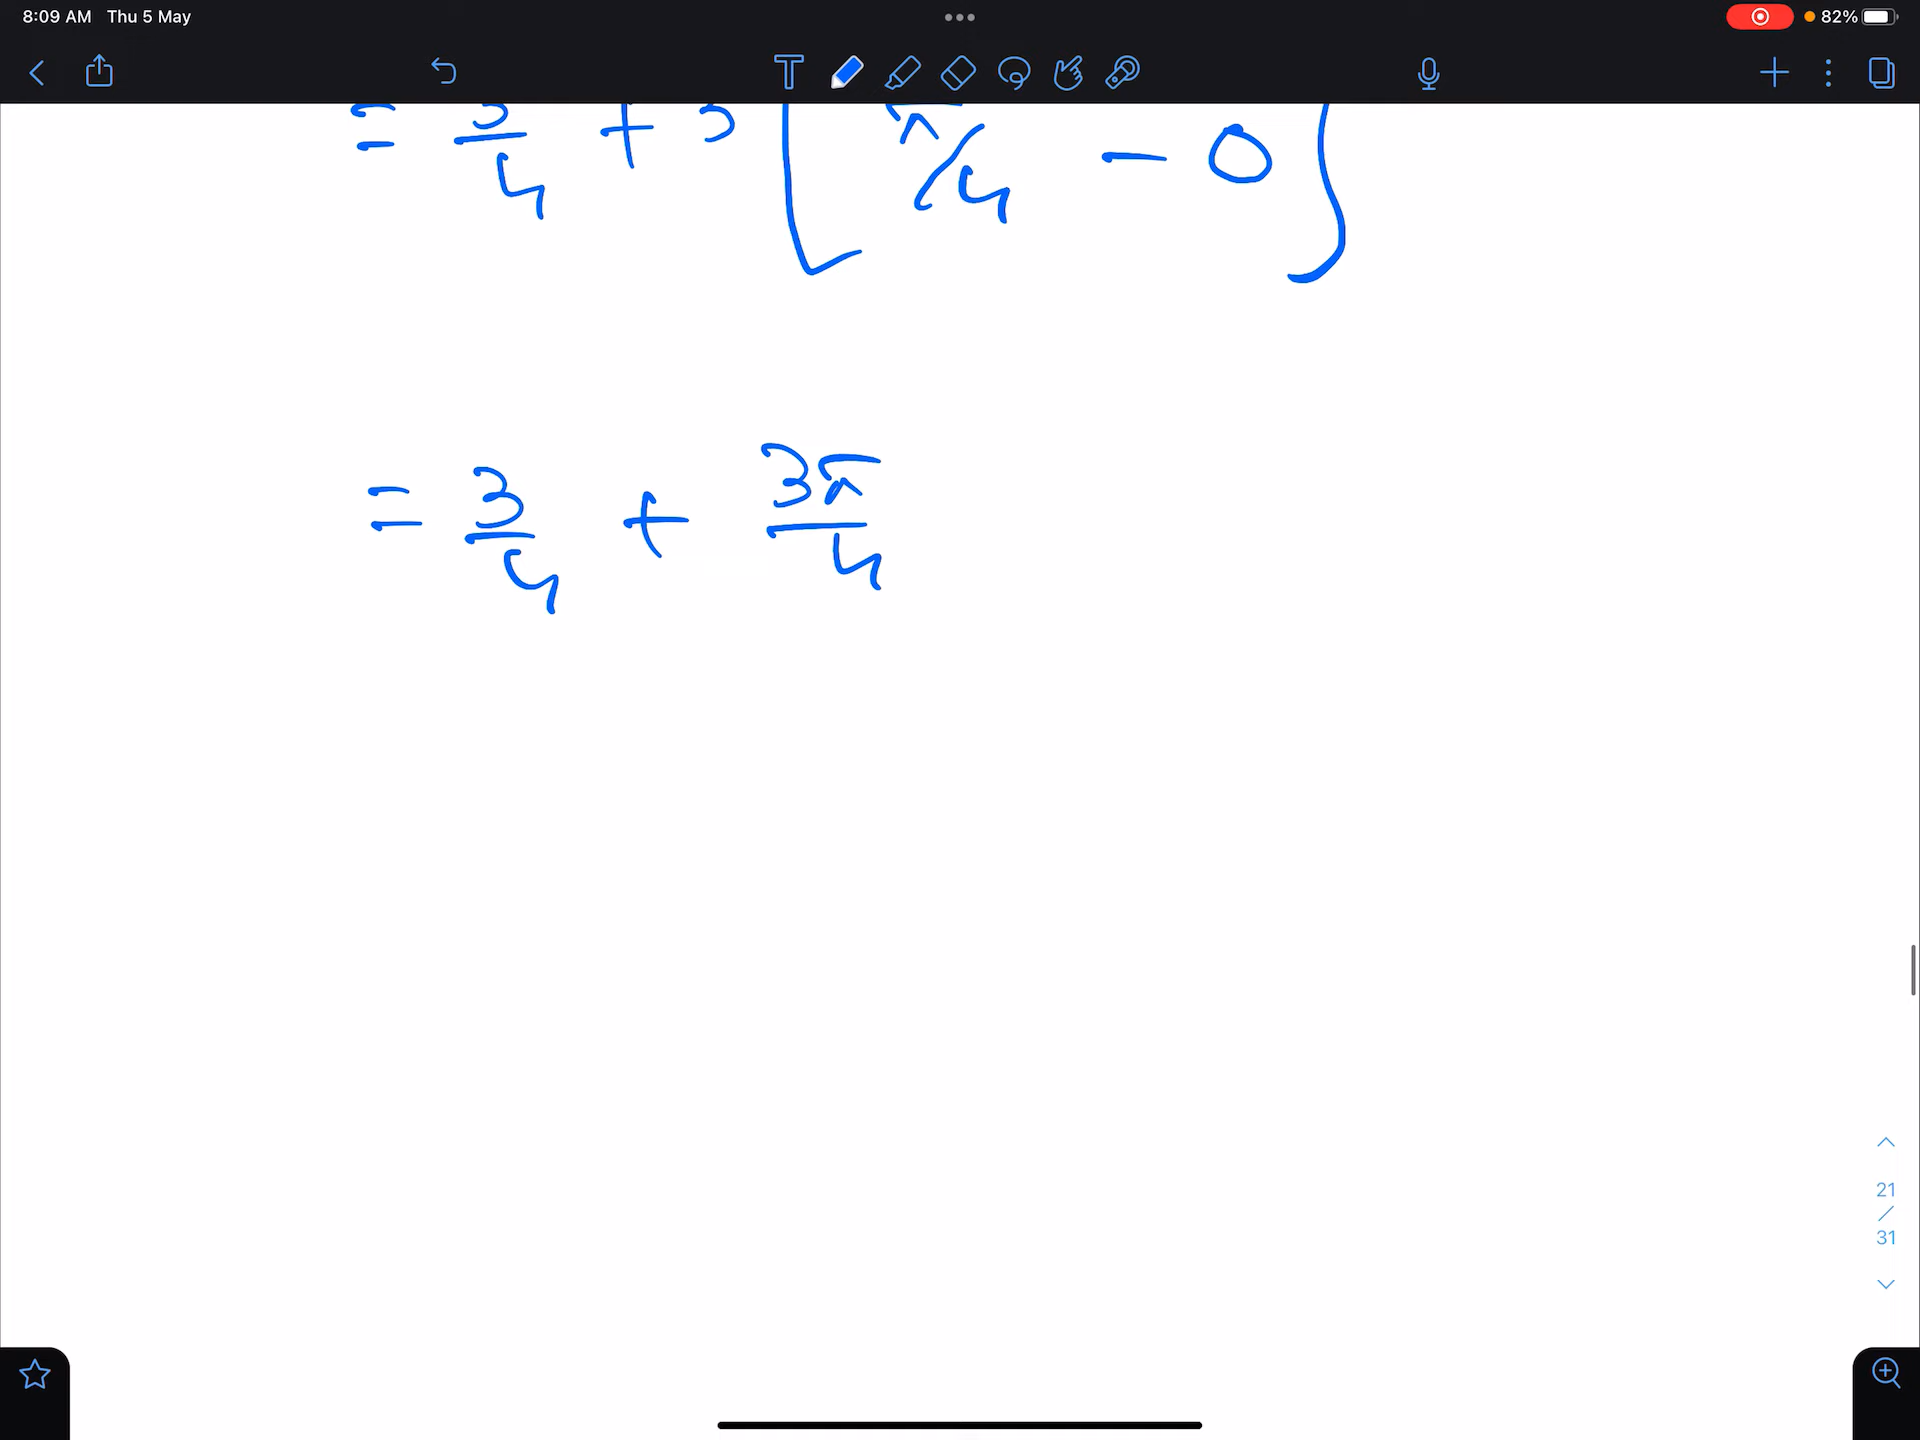 8:09 AM Thu 5 May
82%
T
= 3/4 + 3 [ π/4 - 0 ]
= 3/4 + 3π/4
21
/
31